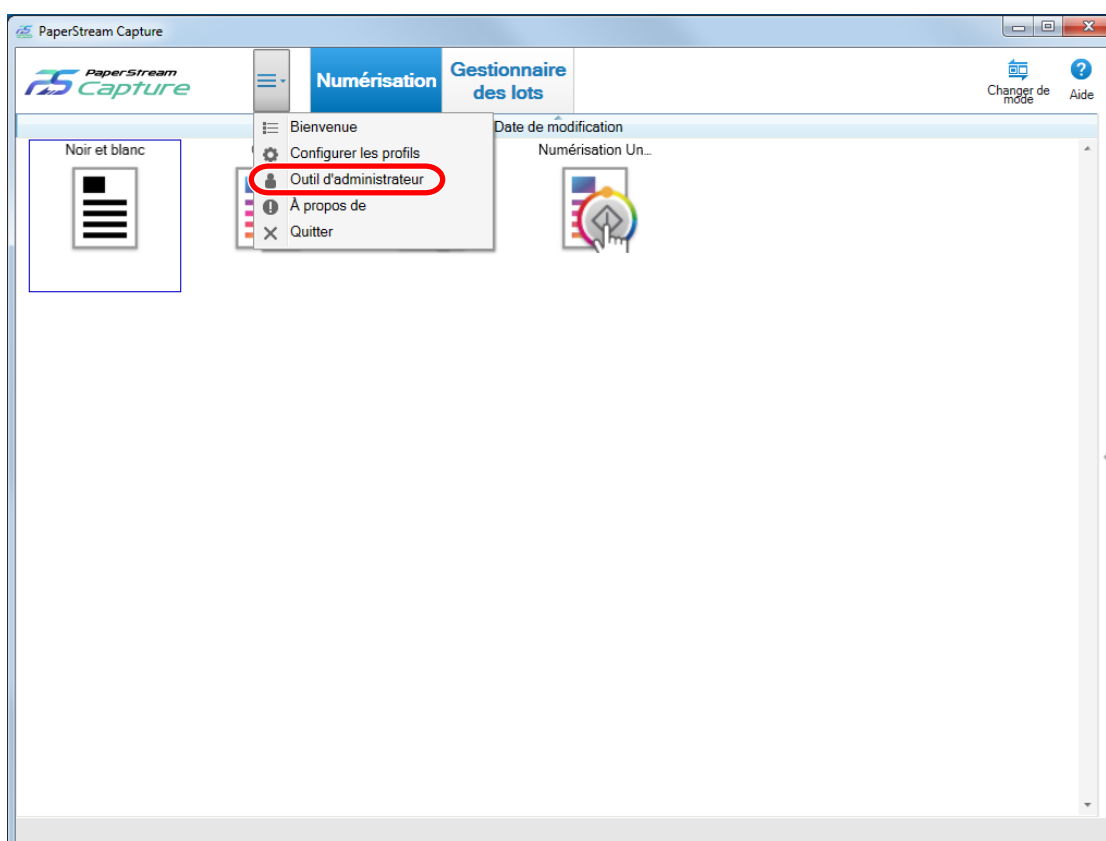 PaperStream Capture
PaperStream
Capture
Numérisation
Gestionnaire
des lots
Changer de
mode
Aide
Date de modification
Bienvenue
Configurer les profils
Outil d'administrateur
À propos de
Quitter
Noir et blanc
Numérisation Un...